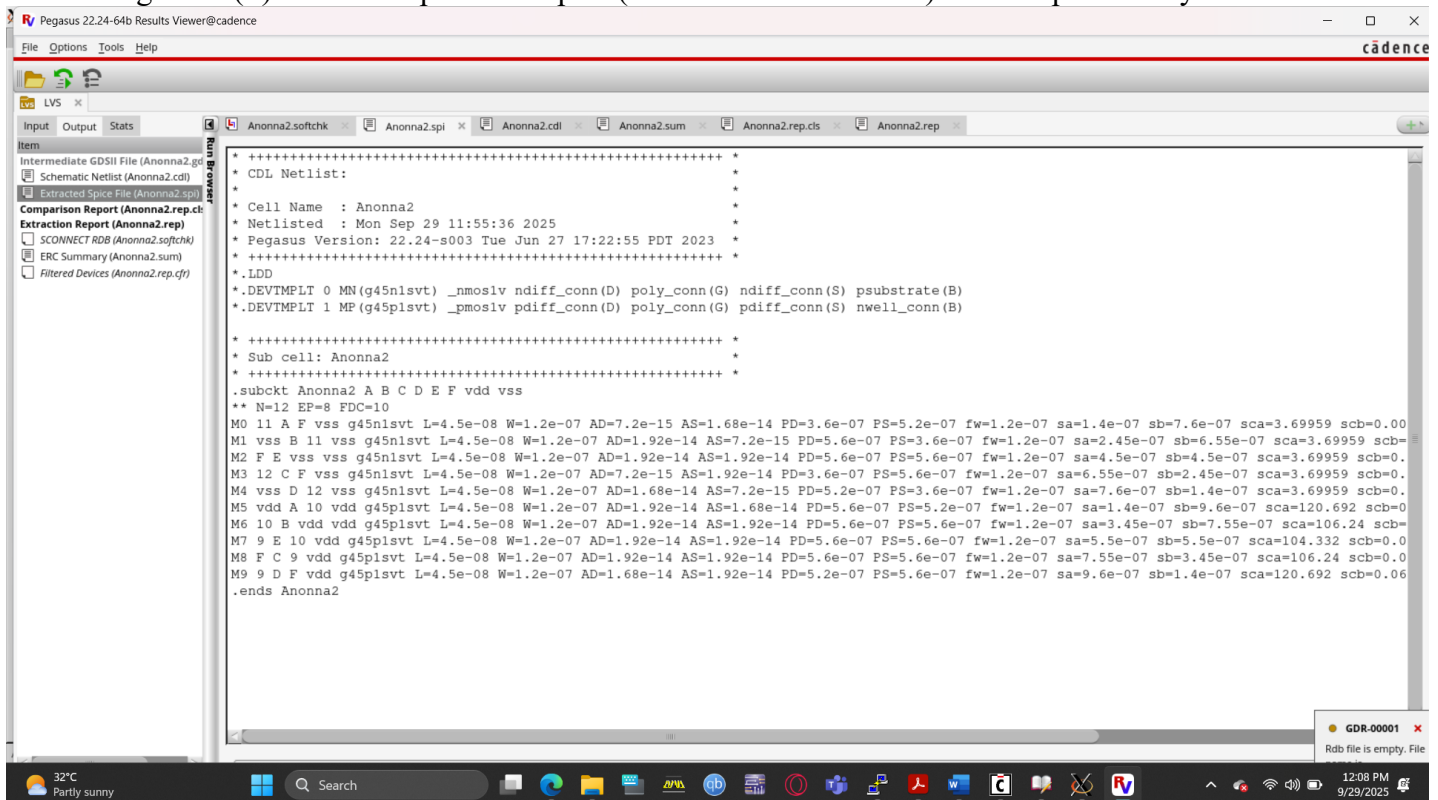 Pegasus 22.24-64b Results Viewer@cadence
File Options Tools Help
cādence
LVS
Input Output Stats
Anonna2.softchk Anonna2.spi Anonna2.cdl Anonna2.sum Anonna2.rep.cls Anonna2.rep
Item
Run Browser
Intermediate GDSII File (Anonna2.gd
Schematic Netlist (Anonna2.cdl)
Extracted Spice File (Anonna2.spi)
Comparison Report (Anonna2.rep.cls
Extraction Report (Anonna2.rep)
SCONNECT RDB (Anonna2.softchk)
ERC Summary (Anonna2.sum)
Filtered Devices (Anonna2.rep.cfr)
* ++++++++++++++++++++++++++++++++++++++++++++++++++++++++ *
* CDL Netlist: *
* *
* Cell Name : Anonna2 *
* Netlisted : Mon Sep 29 11:55:36 2025 *
* Pegasus Version: 22.24-s003 Tue Jun 27 17:22:55 PDT 2023 *
* ++++++++++++++++++++++++++++++++++++++++++++++++++++++++ *
*.LDD
*.DEVTMPLT 0 MN(g45n1svt) _nmos1v ndiff_conn(D) poly_conn(G) ndiff_conn(S) psubstrate(B)
*.DEVTMPLT 1 MP(g45p1svt) _pmos1v pdiff_conn(D) poly_conn(G) pdiff_conn(S) nwell_conn(B)
* ++++++++++++++++++++++++++++++++++++++++++++++++++++++++ *
* Sub cell: Anonna2 *
* ++++++++++++++++++++++++++++++++++++++++++++++++++++++++ *
.subckt Anonna2 A B C D E F vdd vss
** N=12 EP=8 FDC=10
M0 11 A F vss g45n1svt L=4.5e-08 W=1.2e-07 AD=7.2e-15 AS=1.68e-14 PD=3.6e-07 PS=5.2e-07 fw=1.2e-07 sa=1.4e-07 sb=7.6e-07 sca=3.69959 scb=0.00
M1 vss B 11 vss g45n1svt L=4.5e-08 W=1.2e-07 AD=1.92e-14 AS=7.2e-15 PD=5.6e-07 PS=3.6e-07 fw=1.2e-07 sa=2.45e-07 sb=6.55e-07 sca=3.69959 scb=
M2 F E vss vss g45n1svt L=4.5e-08 W=1.2e-07 AD=1.92e-14 AS=1.92e-14 PD=5.6e-07 PS=5.6e-07 fw=1.2e-07 sa=4.5e-07 sb=4.5e-07 sca=3.69959 scb=0.
M3 12 C F vss g45n1svt L=4.5e-08 W=1.2e-07 AD=7.2e-15 AS=1.92e-14 PD=3.6e-07 PS=5.6e-07 fw=1.2e-07 sa=6.55e-07 sb=2.45e-07 sca=3.69959 scb=0.
M4 vss D 12 vss g45n1svt L=4.5e-08 W=1.2e-07 AD=1.68e-14 AS=7.2e-15 PD=5.2e-07 PS=3.6e-07 fw=1.2e-07 sa=7.6e-07 sb=1.4e-07 sca=3.69959 scb=0.
M5 vdd A 10 vdd g45p1svt L=4.5e-08 W=1.2e-07 AD=1.92e-14 AS=1.68e-14 PD=5.6e-07 PS=5.2e-07 fw=1.2e-07 sa=1.4e-07 sb=9.6e-07 sca=120.692 scb=0
M6 10 B vdd vdd g45p1svt L=4.5e-08 W=1.2e-07 AD=1.92e-14 AS=1.92e-14 PD=5.6e-07 PS=5.6e-07 fw=1.2e-07 sa=3.45e-07 sb=7.55e-07 sca=106.24 scb=
M7 9 E 10 vdd g45p1svt L=4.5e-08 W=1.2e-07 AD=1.92e-14 AS=1.92e-14 PD=5.6e-07 PS=5.6e-07 fw=1.2e-07 sa=5.5e-07 sb=5.5e-07 sca=104.332 scb=0.0
M8 F C 9 vdd g45p1svt L=4.5e-08 W=1.2e-07 AD=1.92e-14 AS=1.92e-14 PD=5.6e-07 PS=5.6e-07 fw=1.2e-07 sa=7.55e-07 sb=3.45e-07 sca=106.24 scb=0.0
M9 9 D F vdd g45p1svt L=4.5e-08 W=1.2e-07 AD=1.68e-14 AS=1.92e-14 PD=5.2e-07 PS=5.6e-07 fw=1.2e-07 sa=9.6e-07 sb=1.4e-07 sca=120.692 scb=0.06
.ends Anonna2
GDR-00001
Rdb file is empty. File
32°C
Partly sunny
Search
12:08 PM
9/29/2025